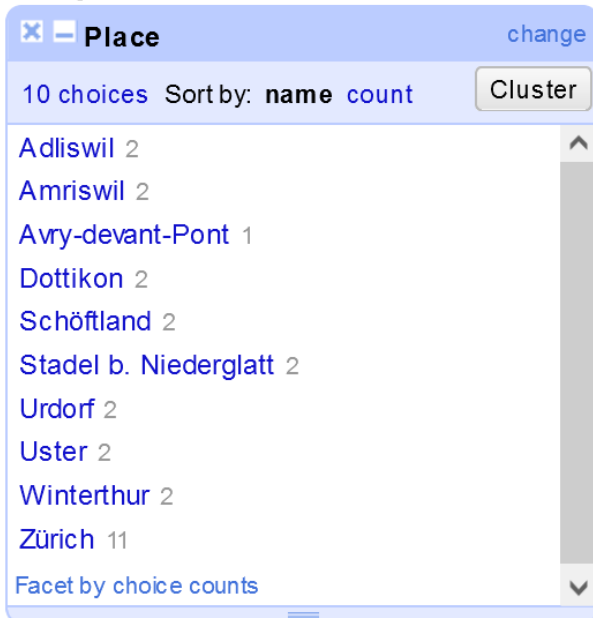 Place change
10 choices Sort by: name count Cluster
Adliswil 2
Amriswil 2
Avry-devant-Pont 1
Dottikon 2
Schöftland 2
Stadel b. Niederglatt 2
Urdorf 2
Uster 2
Winterthur 2
Zürich 11
Facet by choice counts